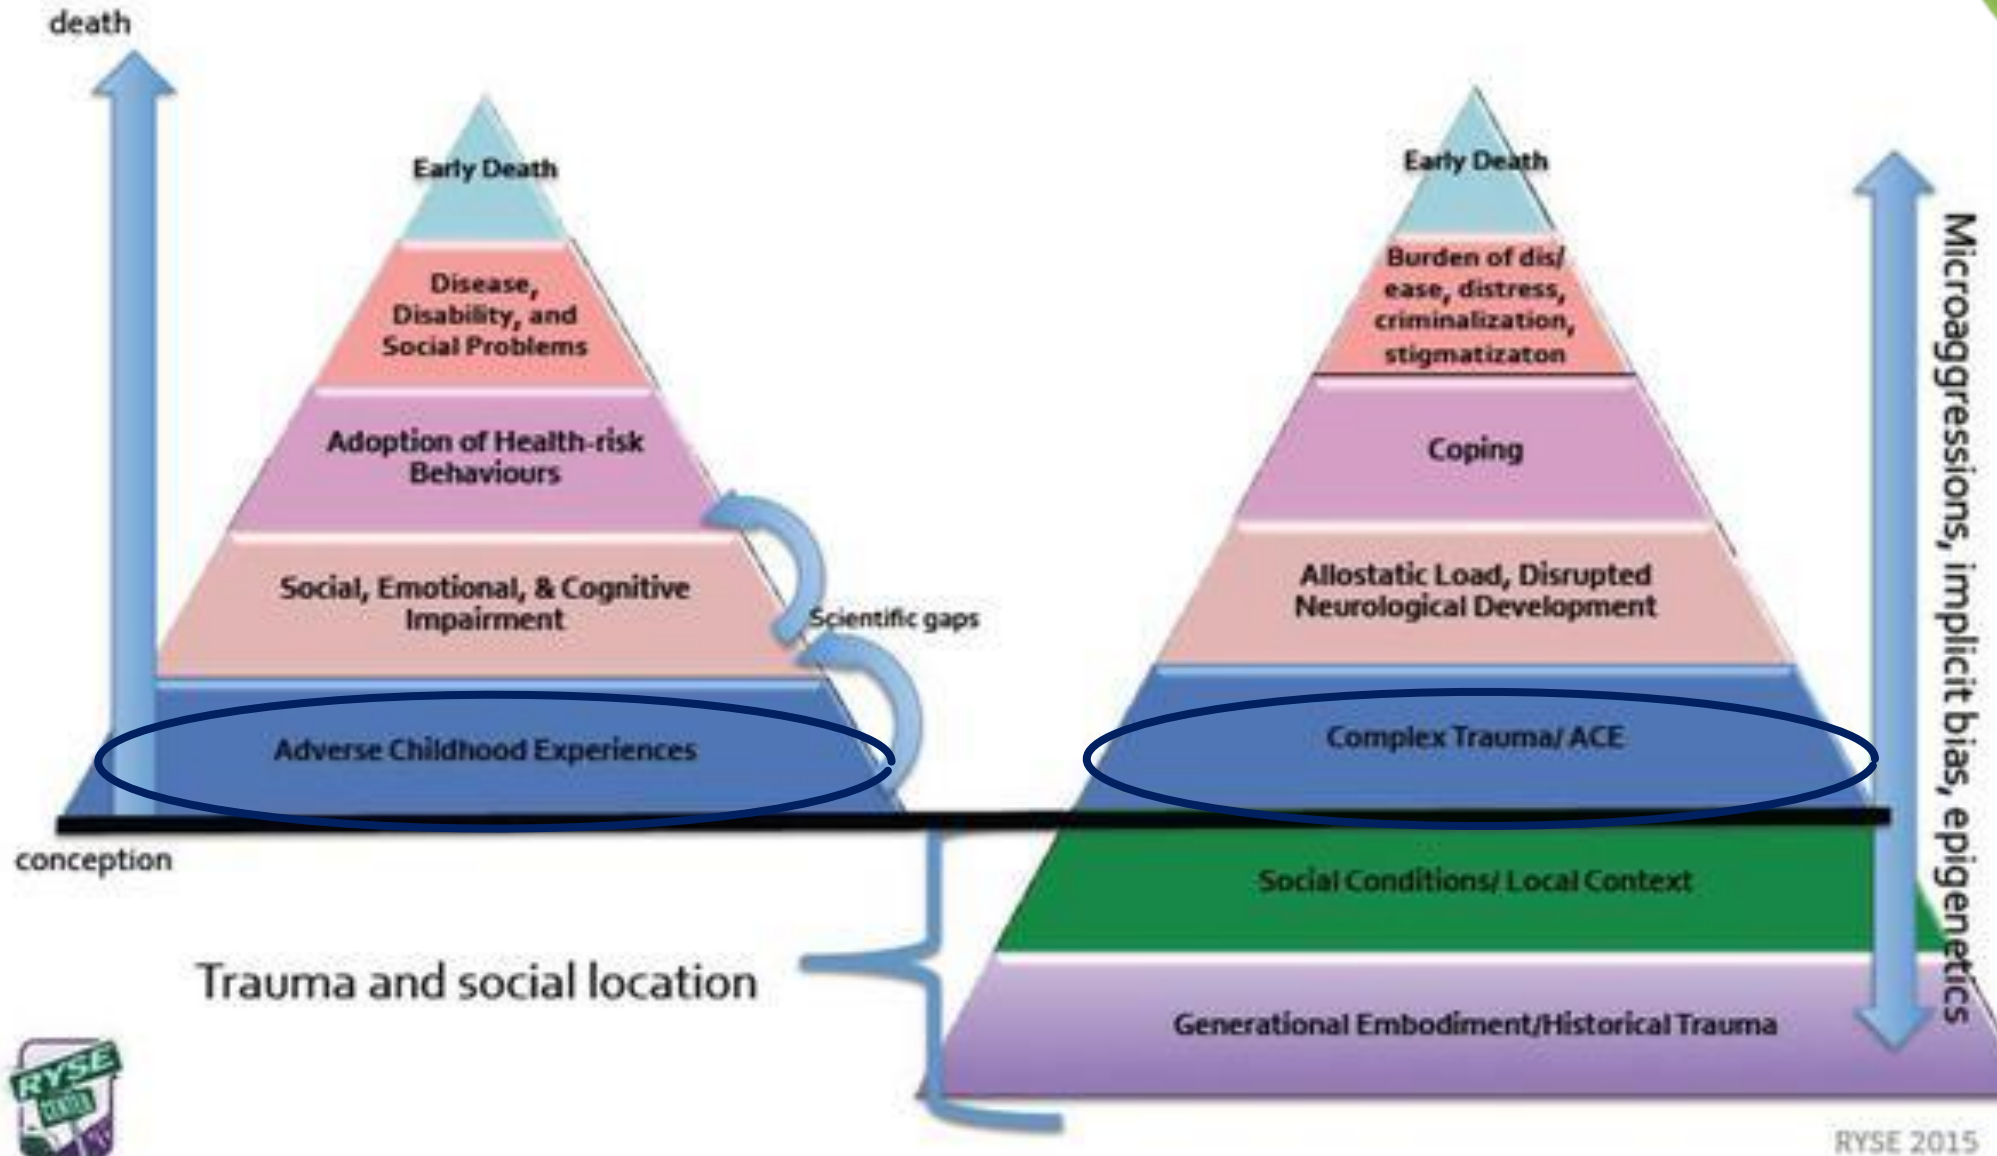 death
Early Death
Disease,
Disability, and
Social Problems
Adoption of Health-risk
Behaviours
Social, Emotional, & Cognitive
Impairment
Scientific gaps
Adverse Childhood Experiences
conception
Trauma and social location
Early Death
Burden of dis/
ease, distress,
criminalization,
stigmatizaton
Coping
Allostatic Load, Disrupted
Neurological Development
Complex Trauma/ ACE
Social Conditions/ Local Context
Generational Embodiment/Historical Trauma
Microaggressions, implicit bias, epigenetics
RYSE
CENTER
RYSE 2015